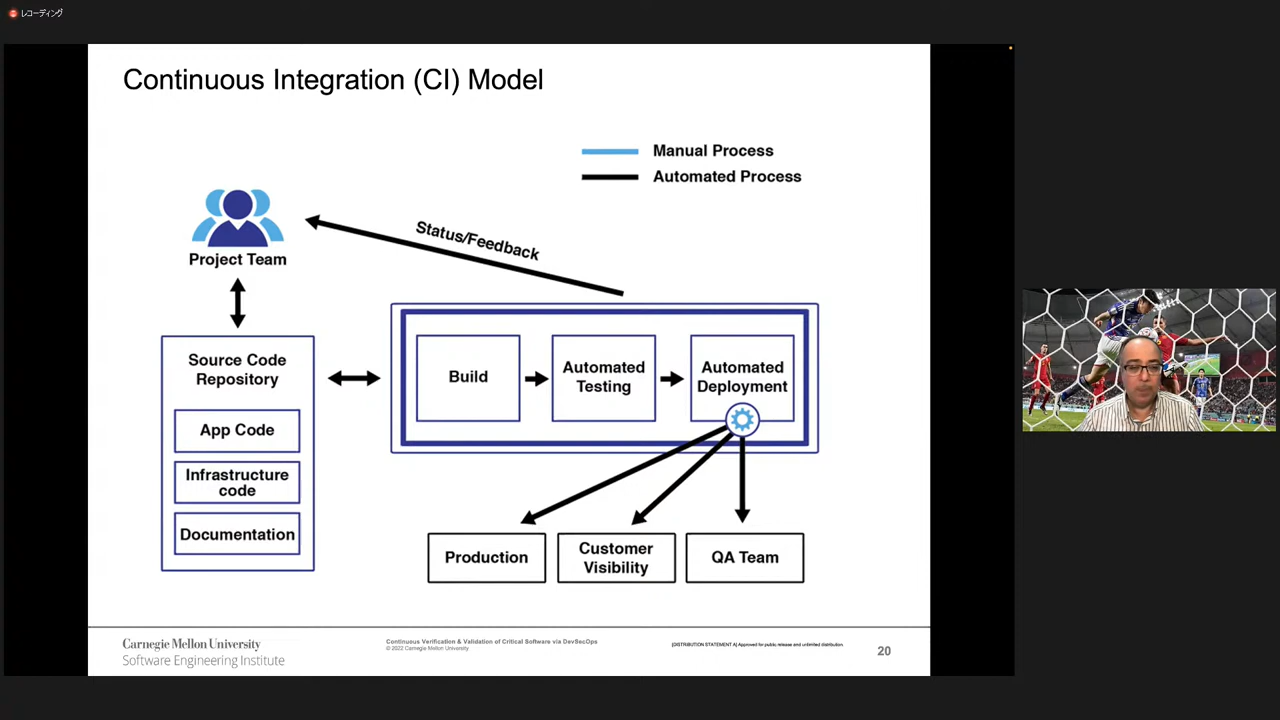 レコーディング
Continuous Integration (CI) Model
Manual Process
Automated Process
Project Team
Status/Feedback
Source Code
Repository
App Code
Infrastructure
code
Documentation
Build
Automated
Testing
Automated
Deployment
Production
Customer
Visibility
QA Team
Carnegie Mellon University
Software Engineering Institute
Continuous Verification & Validation of Critical Software via DevSecOps
© 2022 Carnegie Mellon University
[DISTRIBUTION STATEMENT A] Approved for public release and unlimited distribution.
20